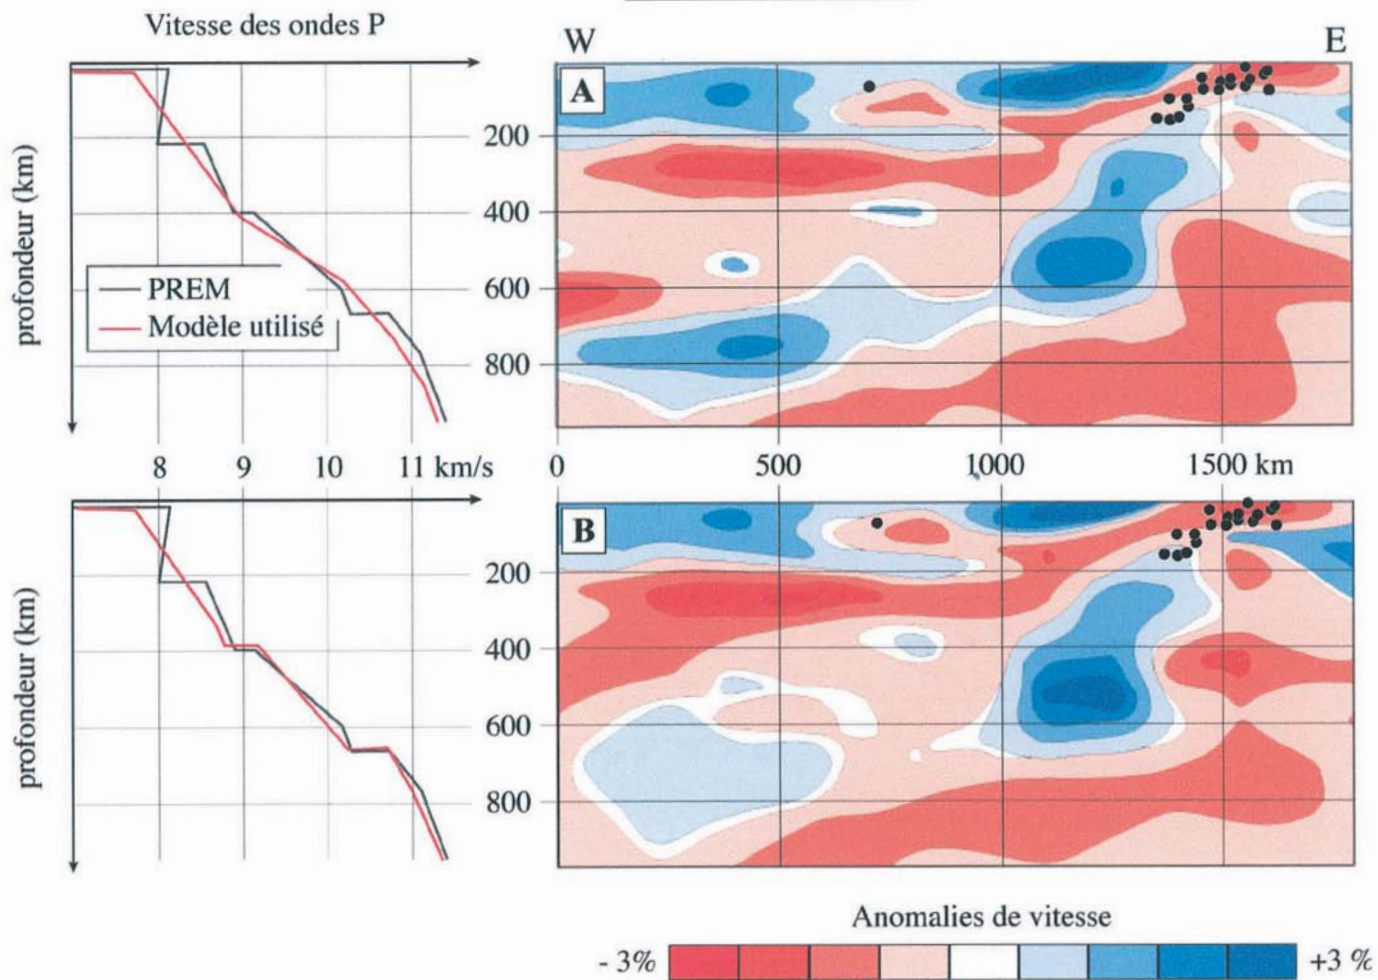 Vitesse des ondes P
W
E
A
200
400
600
800
profondeur (km)
PREM
Modèle utilisé
8
9
10
11 km/s
0
500
1000
1500 km
B
200
400
600
800
profondeur (km)
Anomalies de vitesse
- 3%
+3 %